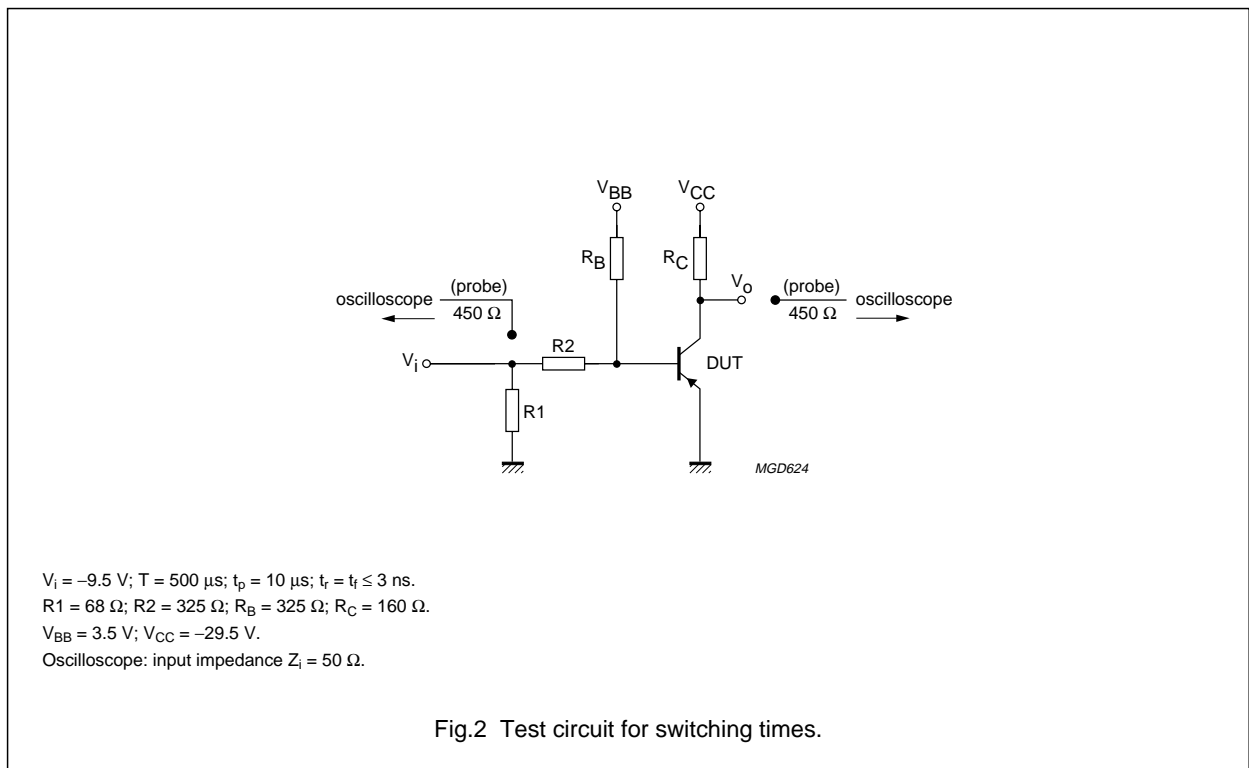 V_BB
V_CC
R_B
R_C
V_o
(probe)
oscilloscope
450 Ω
(probe)
oscilloscope
450 Ω
R2
V_i
DUT
R1
MGD624
V_i = −9.5 V; T = 500 μs; t_p = 10 μs; t_r = t_f ≤ 3 ns.
R1 = 68 Ω; R2 = 325 Ω; R_B = 325 Ω; R_C = 160 Ω.
V_BB = 3.5 V; V_CC = −29.5 V.
Oscilloscope: input impedance Z_i = 50 Ω.
Fig.2 Test circuit for switching times.